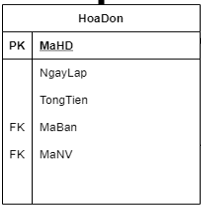 HoaDon
PK MaHD
NgayLap
TongTien
FK MaBan
FK MaNV